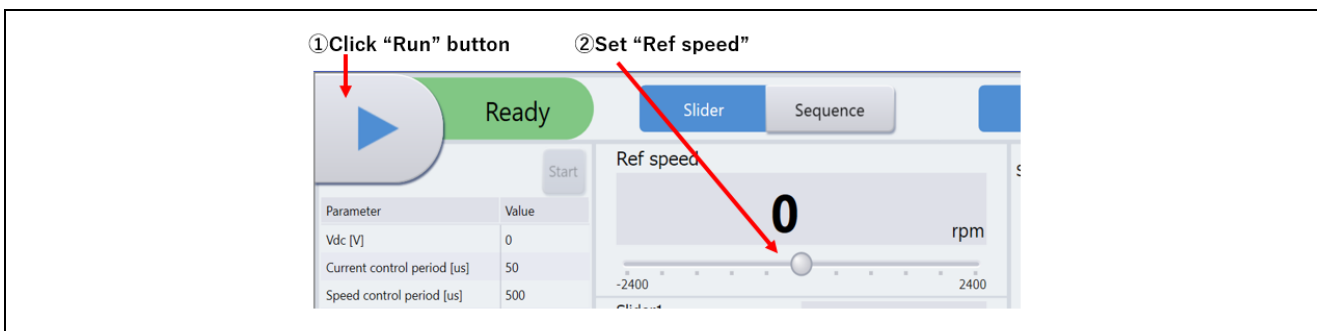 ①Click “Run” button
②Set “Ref speed”
Ready
Slider
Sequence
Start
Ref speed
0
rpm
-2400
2400
Parameter Value
Vdc [V] 0
Current control period [us] 50
Speed control period [us] 500